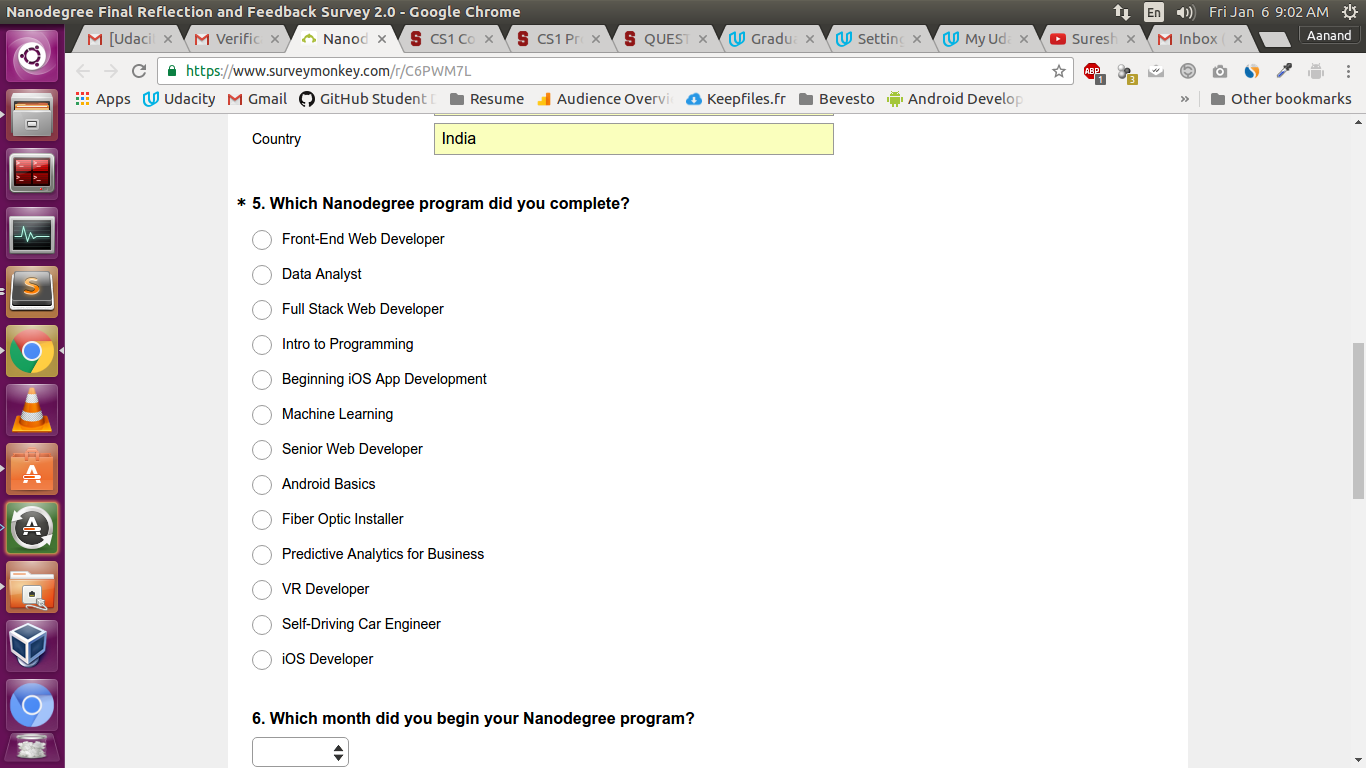 Nanodegree Final Reflection and Feedback Survey 2.0 - Google Chrome
En
Fri Jan 6 9:02 AM
[Udaci
Verific
Nanod
CS1 Co
CS1 Pr
QUEST
Gradu
Settin
My Uda
Suresh
Inbox (
Aanand
https://www.surveymonkey.com/r/C6PWM7L
ABP
1
3
Apps
Udacity
Gmail
GitHub Student D
Resume
Audience Overvi
Keepfiles.fr
Bevesto
Android Develop
»
Other bookmarks
Country
India
* 5. Which Nanodegree program did you complete?
Front-End Web Developer
Data Analyst
Full Stack Web Developer
Intro to Programming
Beginning iOS App Development
Machine Learning
Senior Web Developer
Android Basics
Fiber Optic Installer
Predictive Analytics for Business
VR Developer
Self-Driving Car Engineer
iOS Developer
6. Which month did you begin your Nanodegree program?